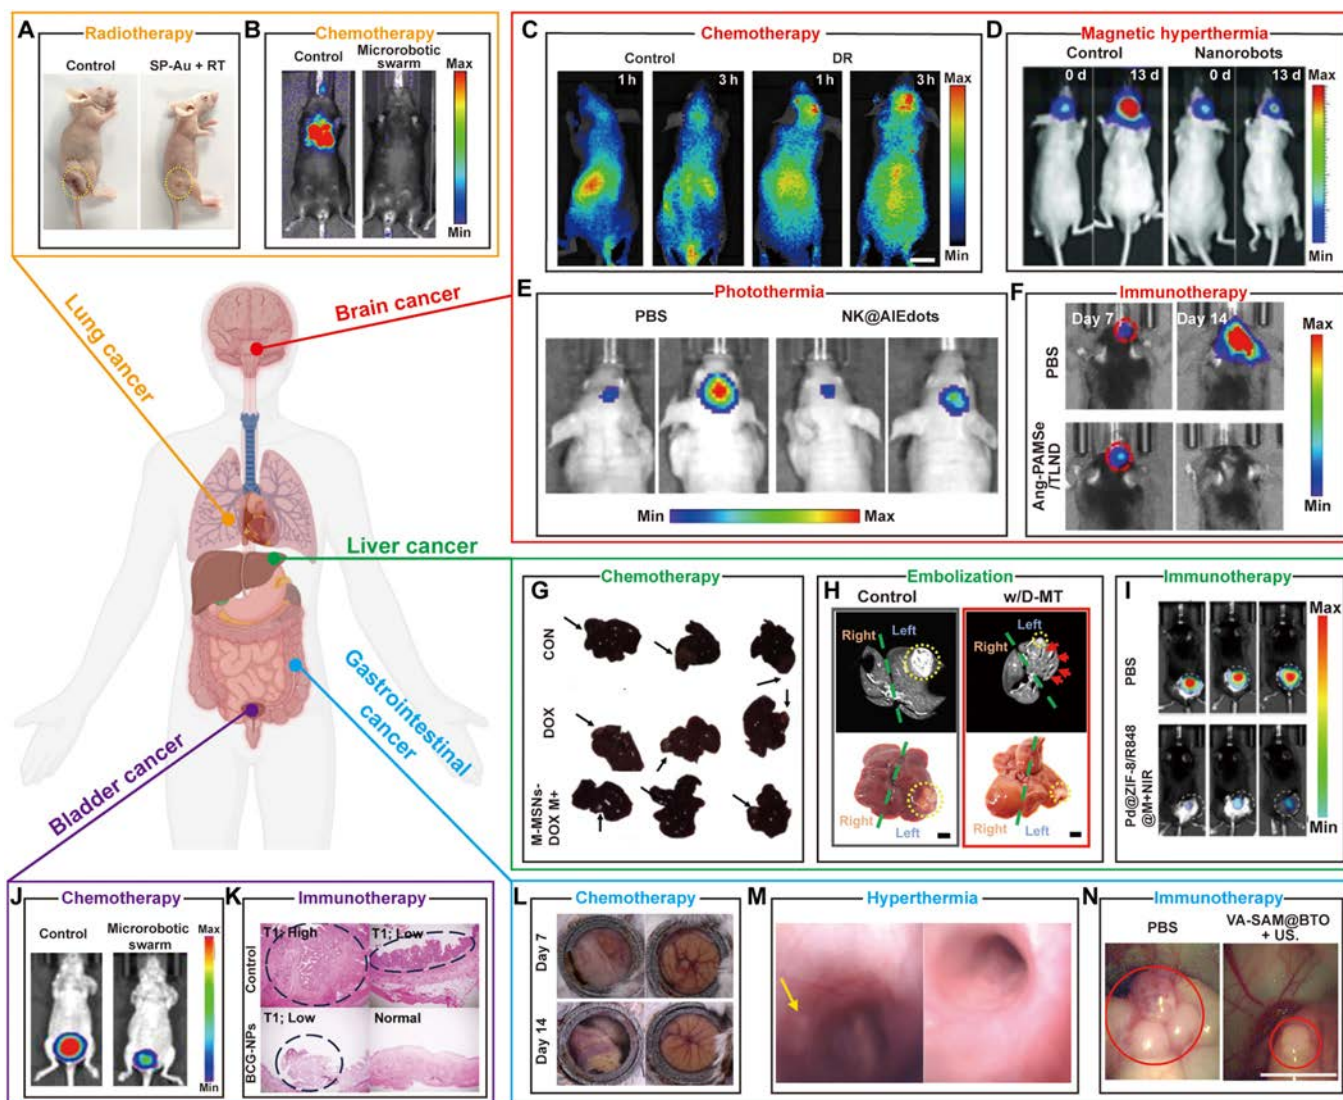 A
Radiotherapy
Control
SP-Au + RT
B
Chemotherapy
Control
Microrobotic
swarm
Max
Min
C
Chemotherapy
Control
DR
1 h
3 h
1 h
3 h
Max
Min
D
Magnetic hyperthermia
Control
Nanorobots
0 d
13 d
0 d
13 d
Max
Min
E
Photothermia
PBS
NK@AIEdots
Min
Max
F
Immunotherapy
Day 7
Day 14
PBS
Ang-PAMSe
/TLND
Max
Min
Lung cancer
Brain cancer
Liver cancer
Gastrointestinal
cancer
Bladder cancer
G
Chemotherapy
CON
DOX
M-MSNs-
DOX M+
H
Embolization
Control
w/D-MT
Right
Left
Right
Left
Right
Left
Right
Left
I
Immunotherapy
PBS
Pd@ZIF-8/R848
@M+NIR
Max
Min
J
Chemotherapy
Control
Microrobotic
swarm
Max
Min
K
Immunotherapy
Control
T1; High
T1; Low
BCG-NPs
T1; Low
Normal
L
Chemotherapy
Day 7
Day 14
M
Hyperthermia
N
Immunotherapy
PBS
VA-SAM@BTO
+ US.